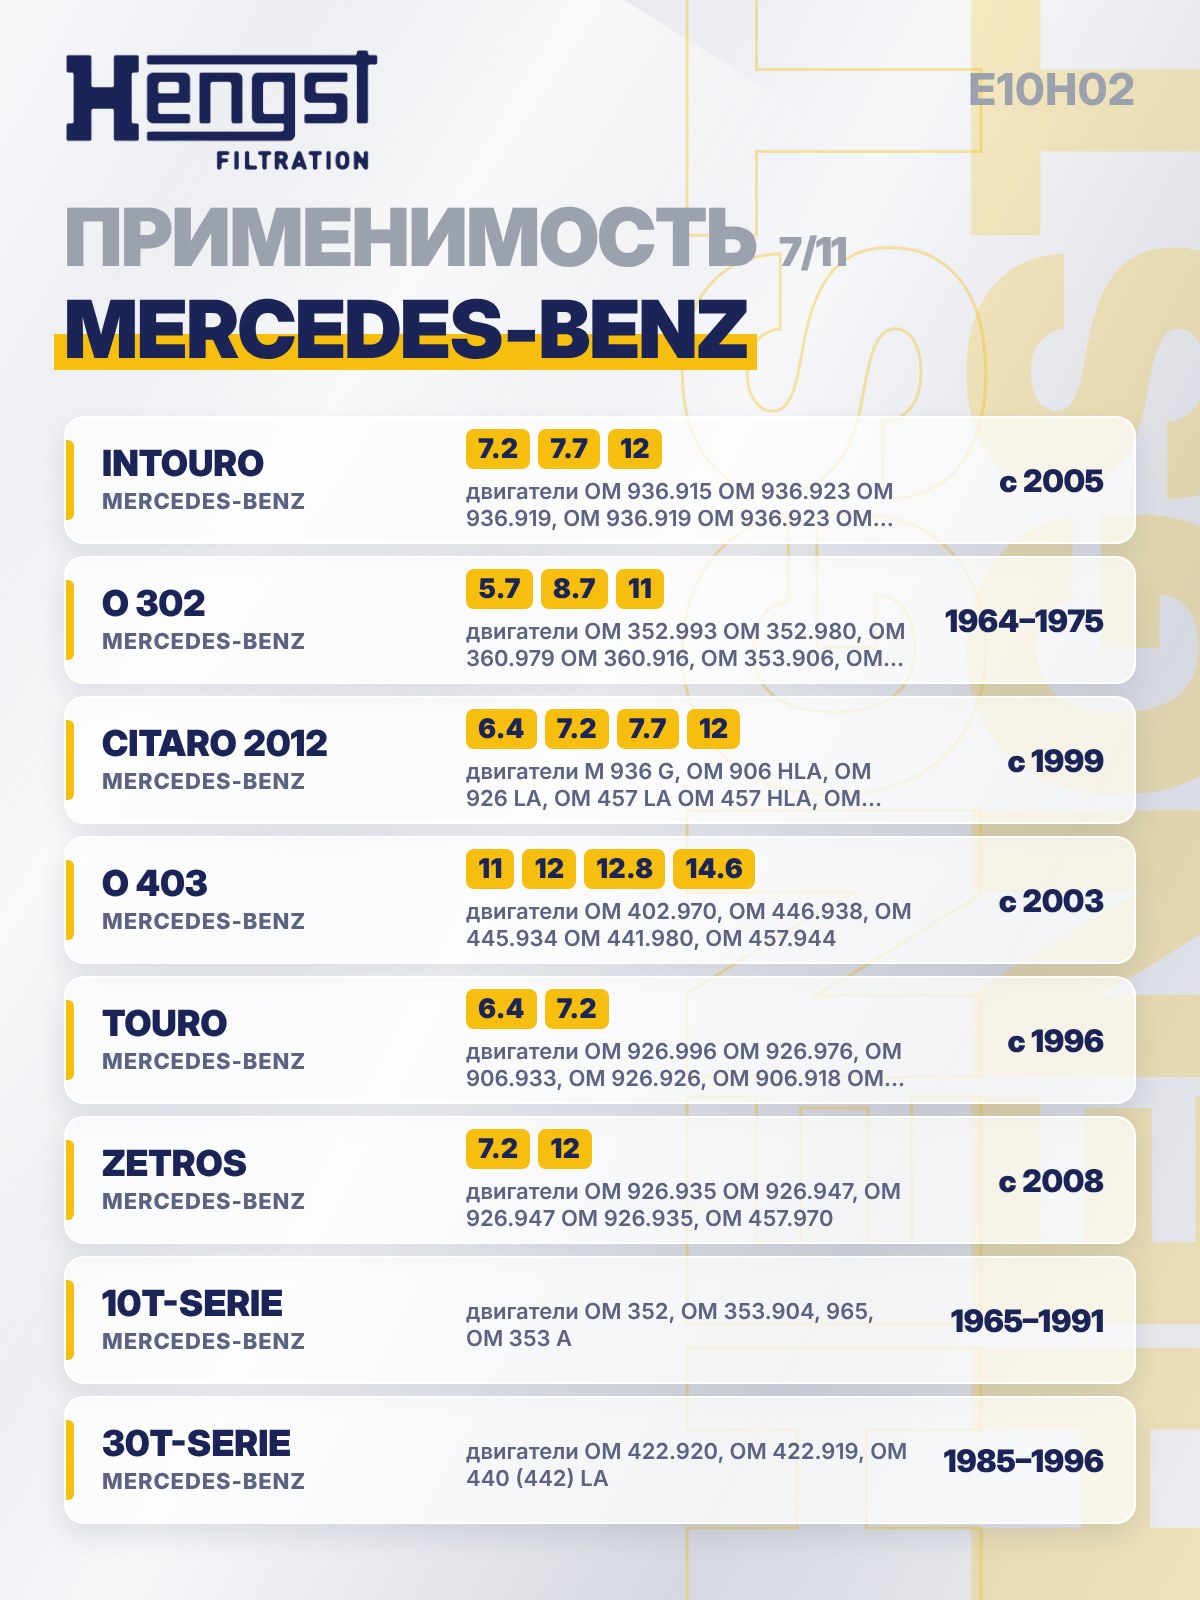 Hengst
FILTRATION
E10H02
ПРИМЕНИМОСТЬ 7/11
MERCEDES-BENZ
INTOURO
MERCEDES-BENZ
7.2 7.7 12
двигатели OM 936.915 OM 936.923 OM
936.919, OM 936.919 OM 936.923 OM...
с 2005
O 302
MERCEDES-BENZ
5.7 8.7 11
двигатели OM 352.993 OM 352.980, OM
360.979 OM 360.916, OM 353.906, OM...
1964–1975
CITARO 2012
MERCEDES-BENZ
6.4 7.2 7.7 12
двигатели M 936 G, OM 906 HLA, OM
926 LA, OM 457 LA OM 457 HLA, OM...
с 1999
O 403
MERCEDES-BENZ
11 12 12.8 14.6
двигатели OM 402.970, OM 446.938, OM
445.934 OM 441.980, OM 457.944
с 2003
TOURO
MERCEDES-BENZ
6.4 7.2
двигатели OM 926.996 OM 926.976, OM
906.933, OM 926.926, OM 906.918 OM...
с 1996
ZETROS
MERCEDES-BENZ
7.2 12
двигатели OM 926.935 OM 926.947, OM
926.947 OM 926.935, OM 457.970
с 2008
10T-SERIE
MERCEDES-BENZ
двигатели OM 352, OM 353.904, 965,
OM 353 A
1965–1991
30T-SERIE
MERCEDES-BENZ
двигатели OM 422.920, OM 422.919, OM
440 (442) LA
1985–1996
HENGST
HENGST